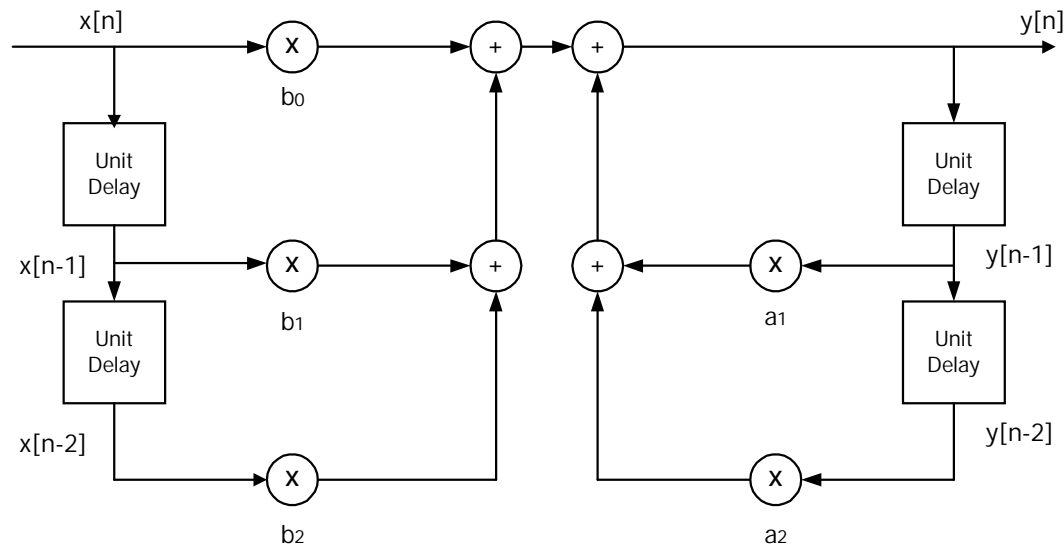 x[n]
y[n]
x
+
+
b0
Unit
Delay
Unit
Delay
x[n-1]
x
+
+
x
y[n-1]
b1
a1
Unit
Delay
Unit
Delay
x[n-2]
y[n-2]
x
x
b2
a2